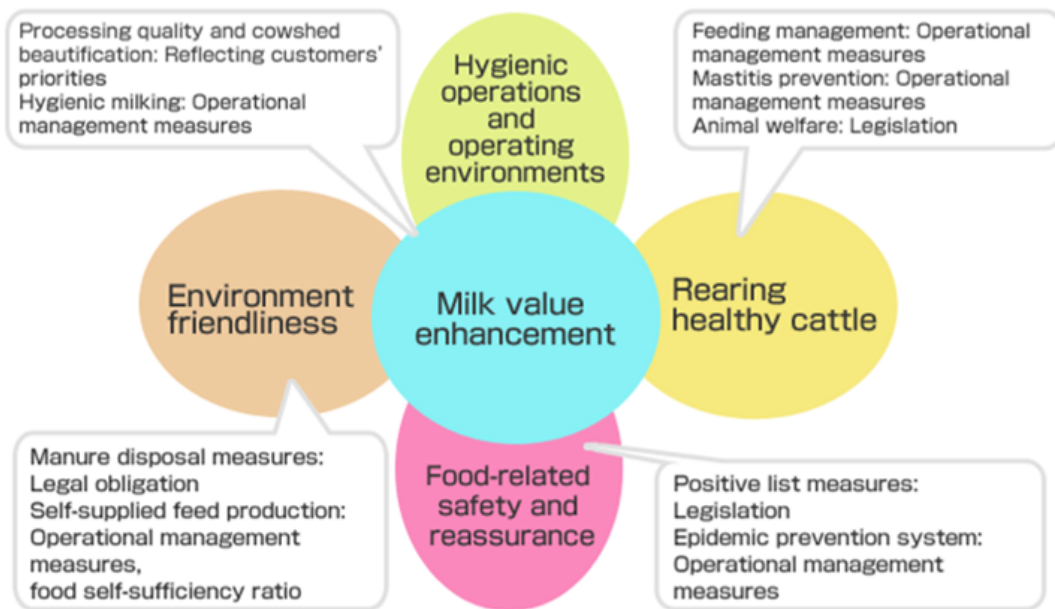 Processing quality and cowshed
beautification: Reflecting customers'
priorities
Hygienic milking: Operational
management measures
Hygienic
operations
and
operating
environments
Feeding management: Operational
management measures
Mastitis prevention: Operational
management measures
Animal welfare: Legislation
Environment
friendliness
Milk value
enhancement
Rearing
healthy cattle
Manure disposal measures:
Legal obligation
Self-supplied feed production:
Operational management
measures,
food self-sufficiency ratio
Food-related
safety and
reassurance
Positive list measures:
Legislation
Epidemic prevention system:
Operational management
measures